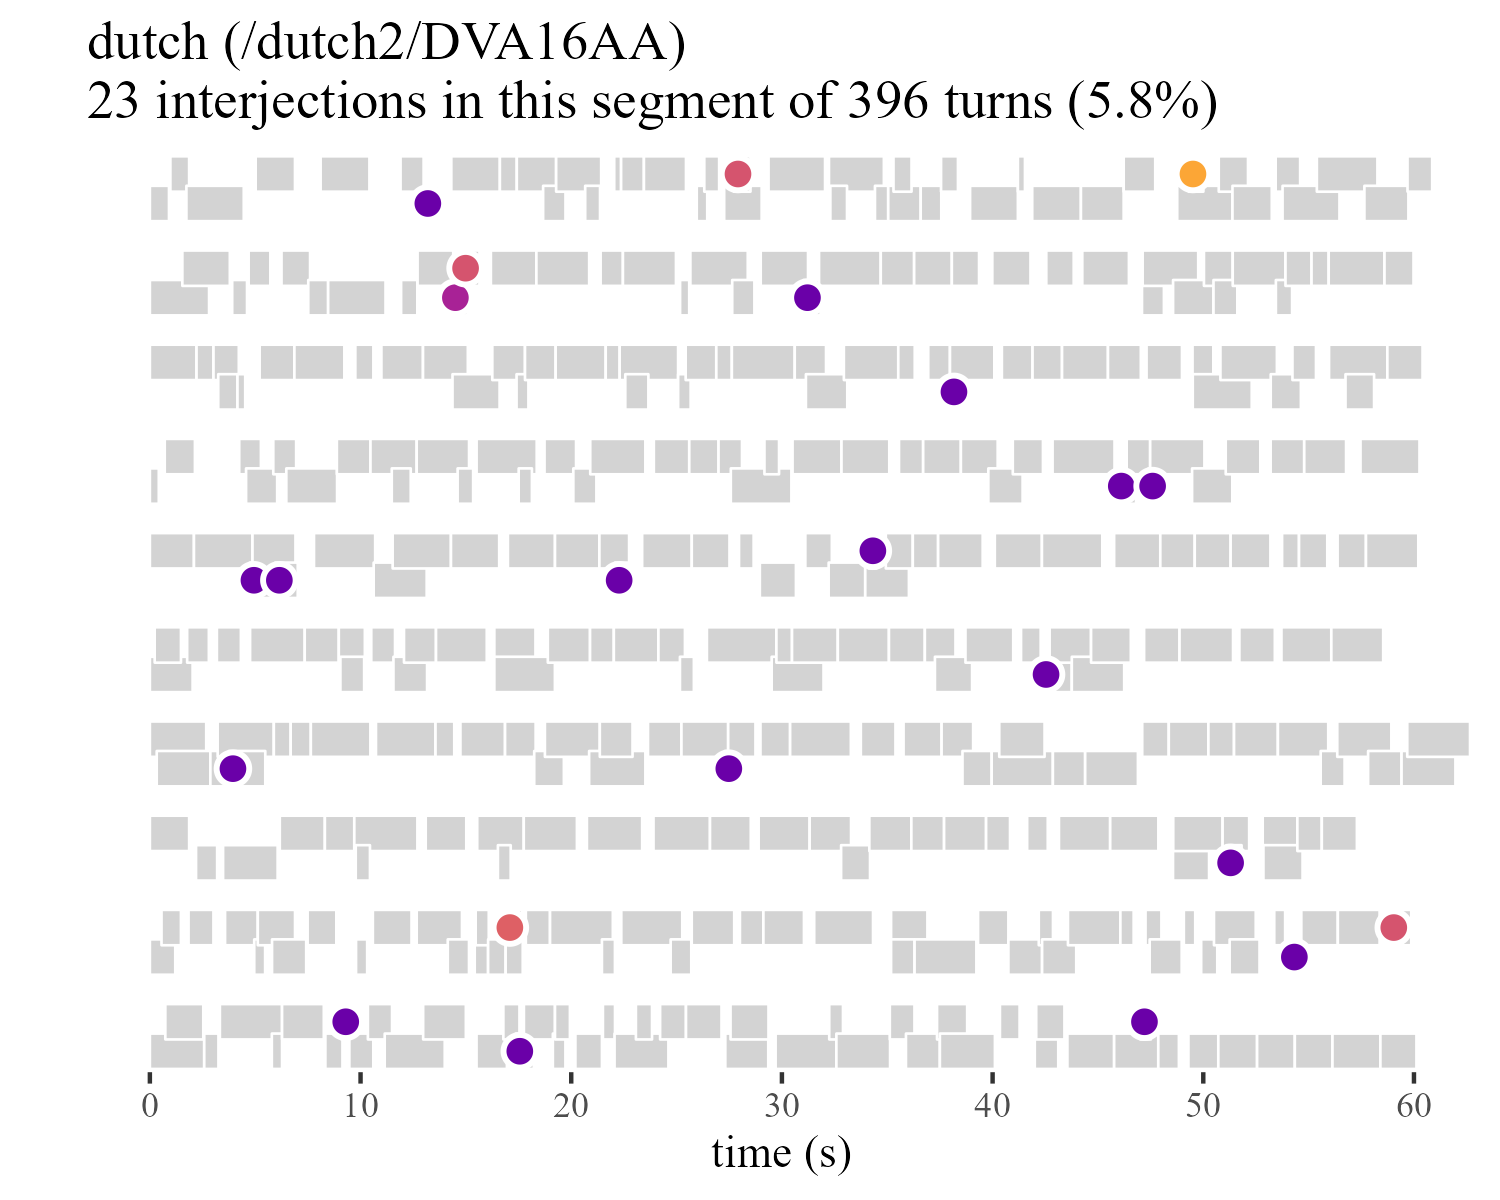 dutch (/dutch2/DVA16AA)
23 interjections in this segment of 396 turns (5.8%)
0 10 20 30 40 50 60
time (s)